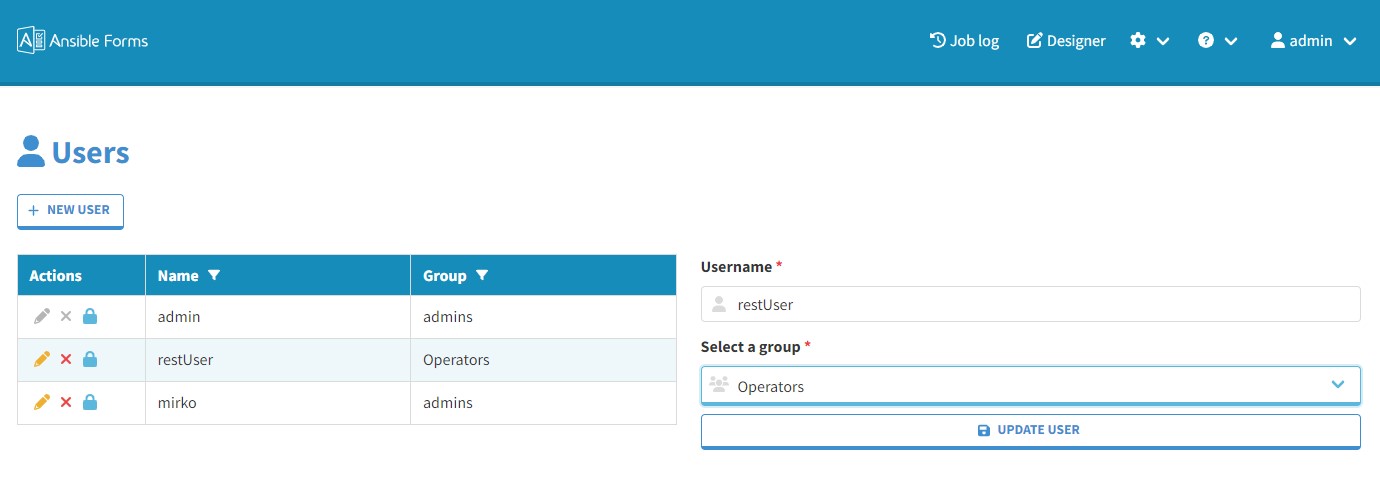 Ansible Forms
Job log Designer admin
Users
NEW USER
Actions Name Group
admin admins
restUser Operators
mirko admins
Username *
restUser
Select a group *
Operators
UPDATE USER